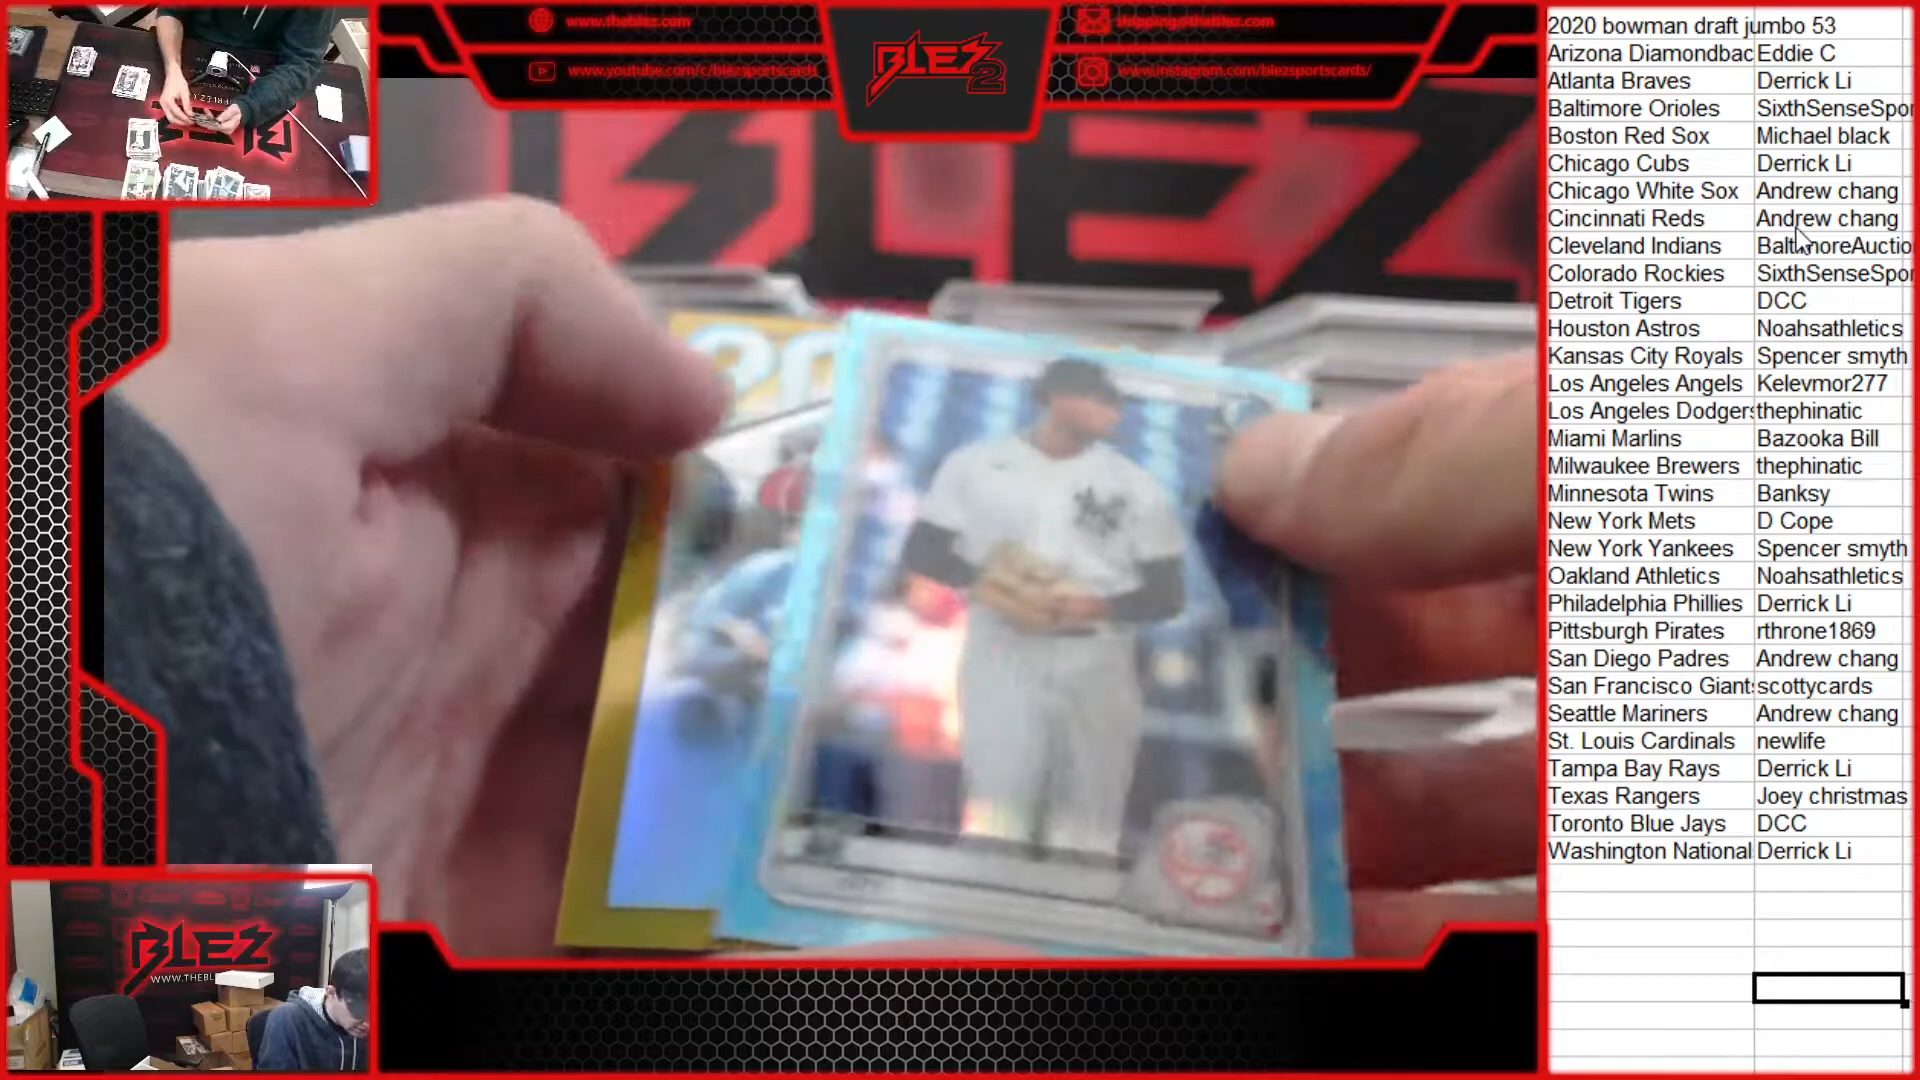 www.theblez.com
shipping@theblez.com
www.youtube.com/c/blezsportscards
www.instagram.com/blezsportscards/
BLEZ
2
BLEZ
20
BLEZ
WWW.THEBL
2020 bowman draft jumbo 53
Arizona Diamondbac Eddie C
Atlanta Braves Derrick Li
Baltimore Orioles SixthSenseSpor
Boston Red Sox Michael black
Chicago Cubs Derrick Li
Chicago White Sox Andrew chang
Cincinnati Reds Andrew chang
Cleveland Indians BaltimoreAuctio
Colorado Rockies SixthSenseSpor
Detroit Tigers DCC
Houston Astros Noahsathletics
Kansas City Royals Spencer smyth
Los Angeles Angels Kelevmor277
Los Angeles Dodgers thephinatic
Miami Marlins Bazooka Bill
Milwaukee Brewers thephinatic
Minnesota Twins Banksy
New York Mets D Cope
New York Yankees Spencer smyth
Oakland Athletics Noahsathletics
Philadelphia Phillies Derrick Li
Pittsburgh Pirates rthrone1869
San Diego Padres Andrew chang
San Francisco Giants scottycards
Seattle Mariners Andrew chang
St. Louis Cardinals newlife
Tampa Bay Rays Derrick Li
Texas Rangers Joey christmas
Toronto Blue Jays DCC
Washington National Derrick Li